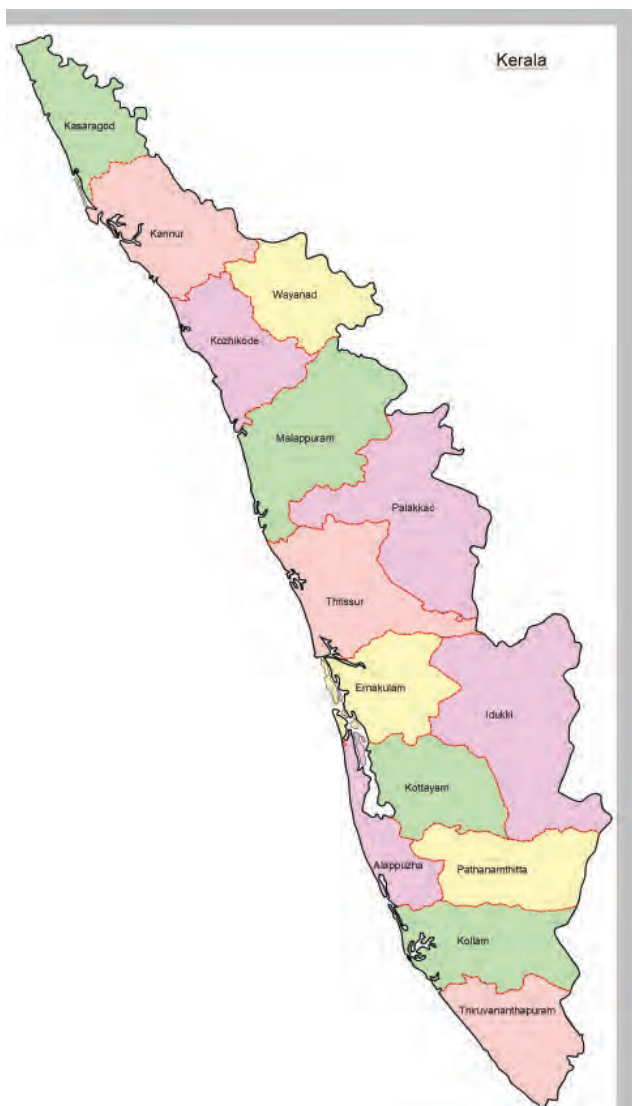 Kerala
Kasaragod
Kannur
Wayanad
Kozhikode
Malappuram
Palakkad
Thrissur
Ernakulam
Idukki
Kottayam
Alappuzha
Pathanamthitta
Kollam
Thiruvananthapuram